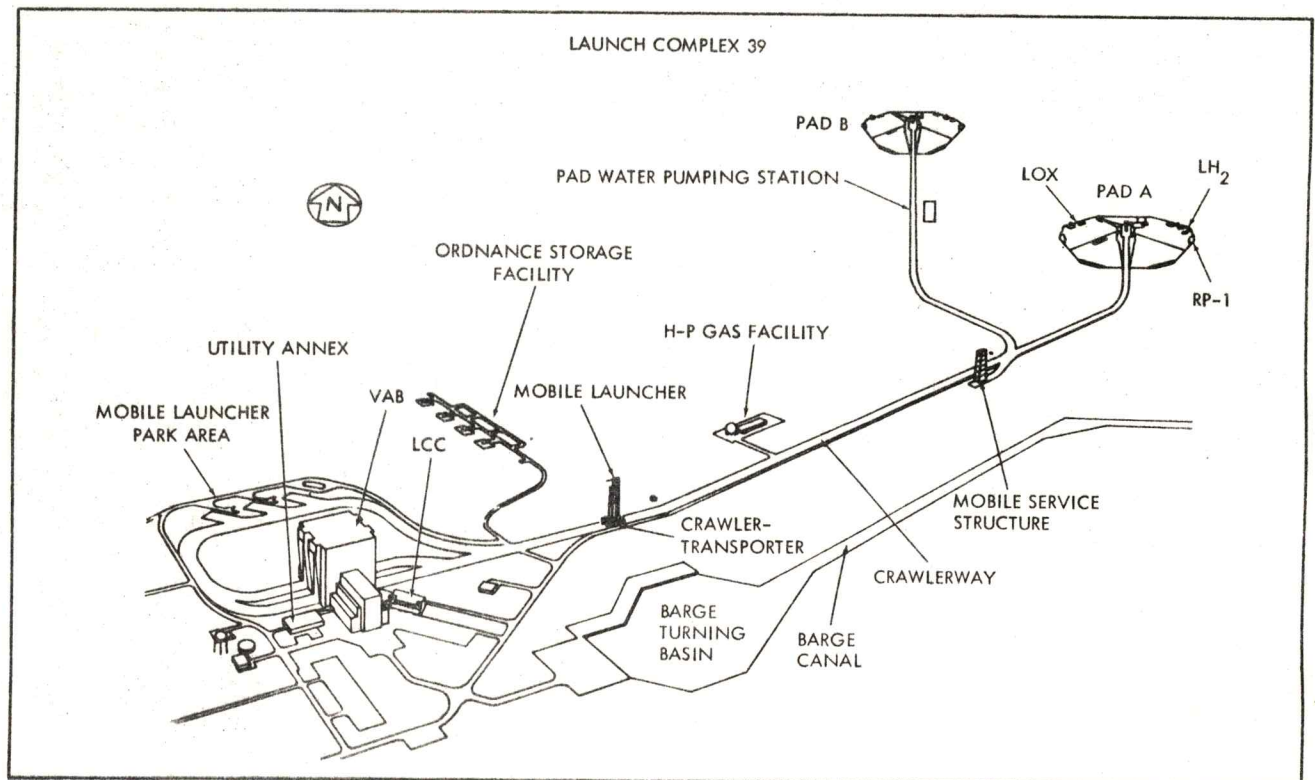 LAUNCH COMPLEX 39
PAD B
PAD WATER PUMPING STATION
LOX
PAD A
LH2
RP-1
N
ORDNANCE STORAGE
FACILITY
H-P GAS FACILITY
UTILITY ANNEX
MOBILE LAUNCHER
VAB
MOBILE LAUNCHER
PARK AREA
LCC
MOBILE SERVICE
STRUCTURE
CRAWLER-
TRANSPORTER
CRAWLERWAY
BARGE
TURNING
BASIN
BARGE
CANAL